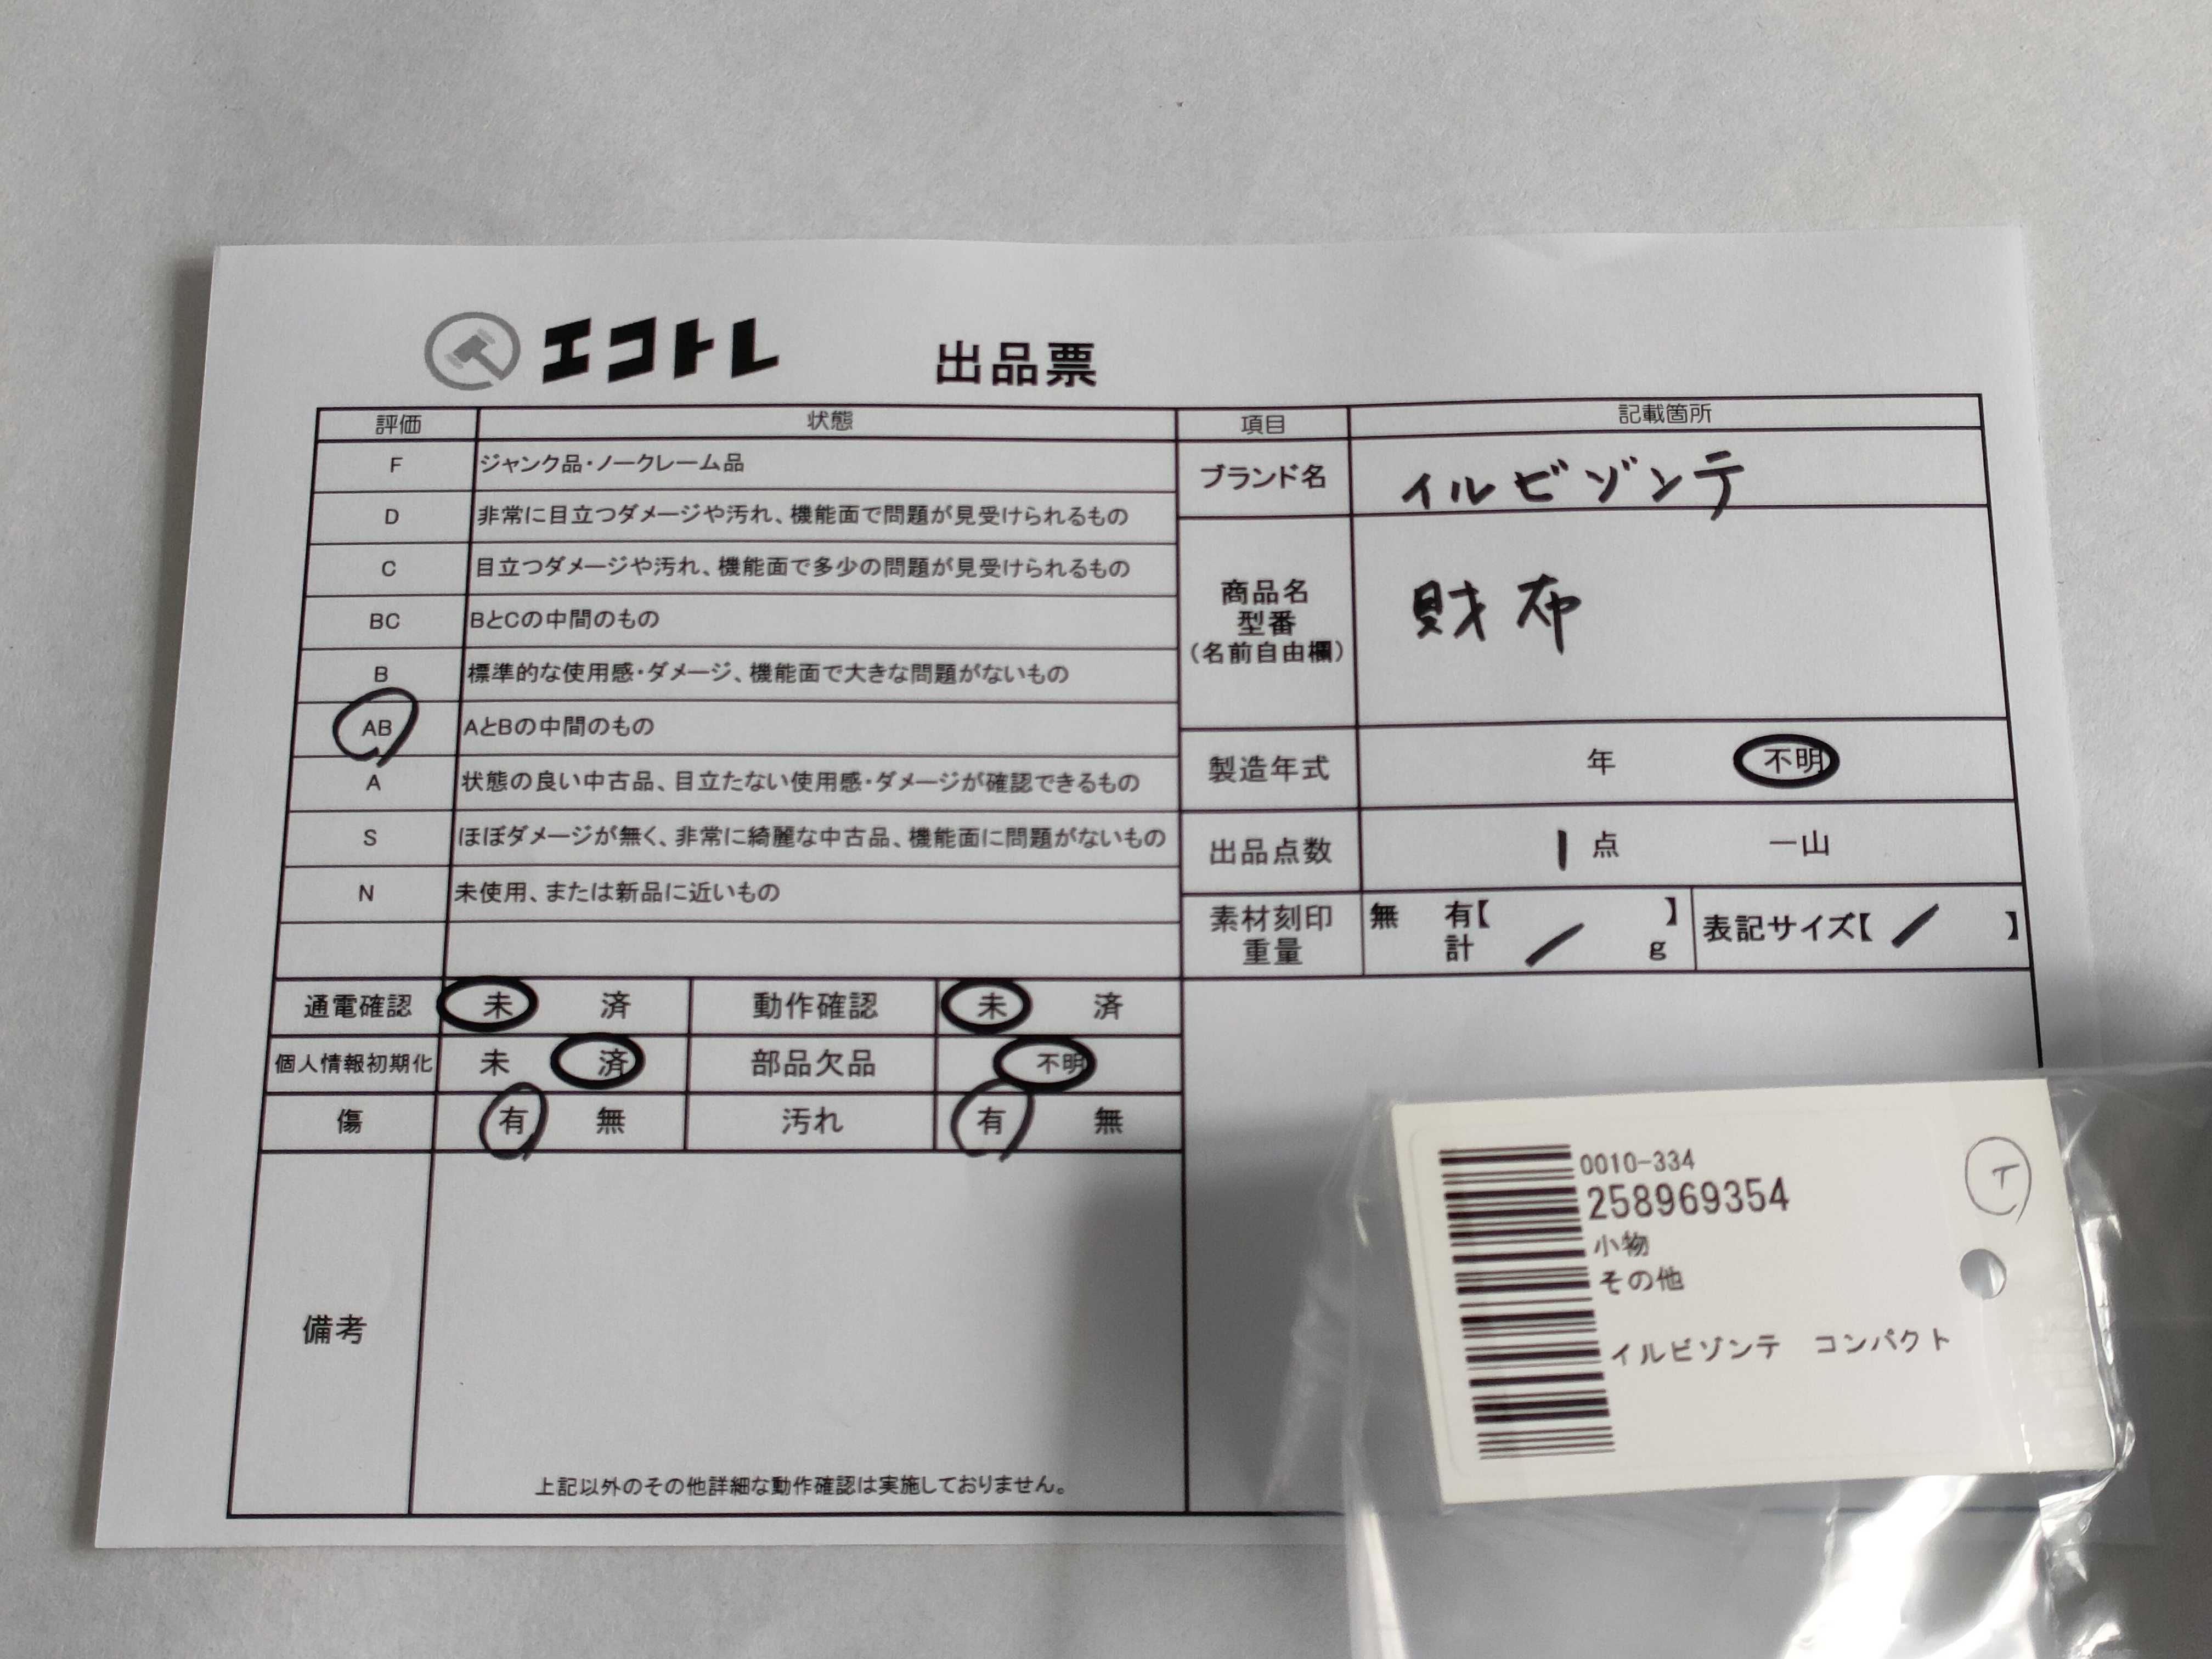 エコトレ 出品票
評価 状態 項目 記載箇所
F ジャンク品・ノークレーム品
ブランド名 イルビゾンテ
D 非常に目立つダメージや汚れ、機能面で問題が見受けられるもの
C 目立つダメージや汚れ、機能面で多少の問題が見受けられるもの
BC BとCの中間のもの
B 標準的な使用感・ダメージ、機能面で大きな問題がないもの
AB AとBの中間のもの
A 状態の良い中古品、目立たない使用感・ダメージが確認できるもの
S ほぼダメージが無く、非常に綺麗な中古品、機能面に問題がないもの
N 未使用、または新品に近いもの
商品名
型番
(名前自由欄)
財布
製造年式 年 不明
出品点数 1 点 一山
素材刻印
重量
無 有【 】
計 / g
表記サイズ【 / 】
通電確認 未 済 動作確認 未 済
個人情報初期化 未 済 部品欠品 不明
傷 有 無 汚れ 有 無
備考
上記以外のその他詳細な動作確認は実施しておりません。
0010-334
258969354
小物
その他
イルビゾンテ コンパクト
T